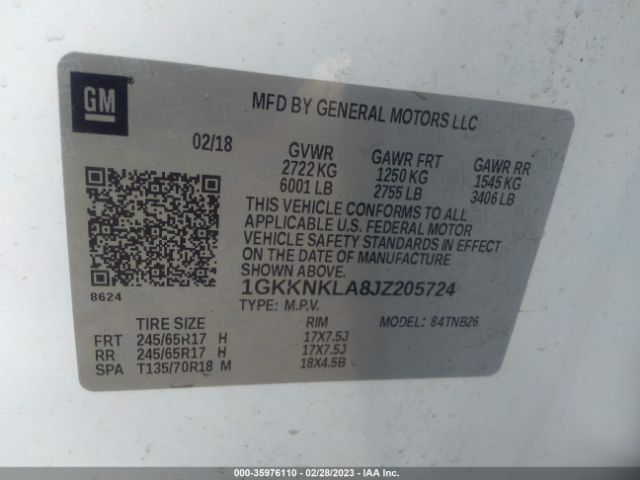 GM
MFD BY GENERAL MOTORS LLC
02/18 GVWR GAWR FRT GAWR RR
2722 KG 1250 KG 1545 KG
6001 LB 2755 LB 3406 LB
THIS VEHICLE CONFORMS TO ALL
APPLICABLE U.S. FEDERAL MOTOR
VEHICLE SAFETY STANDARDS IN EFFECT
ON THE DATE OF MANUFACTURE
SHOWN ABOVE.
8624
1GKKNKLA8JZ205724
TYPE: M.P.V. MODEL: 84TNB26
TIRE SIZE RIM
FRT 245/65R17 H 17X7.5J
RR 245/65R17 H 17X7.5J
SPA T135/70R18 M 18X4.5B
000-35976110 - 02/28/2023 - IAA Inc.